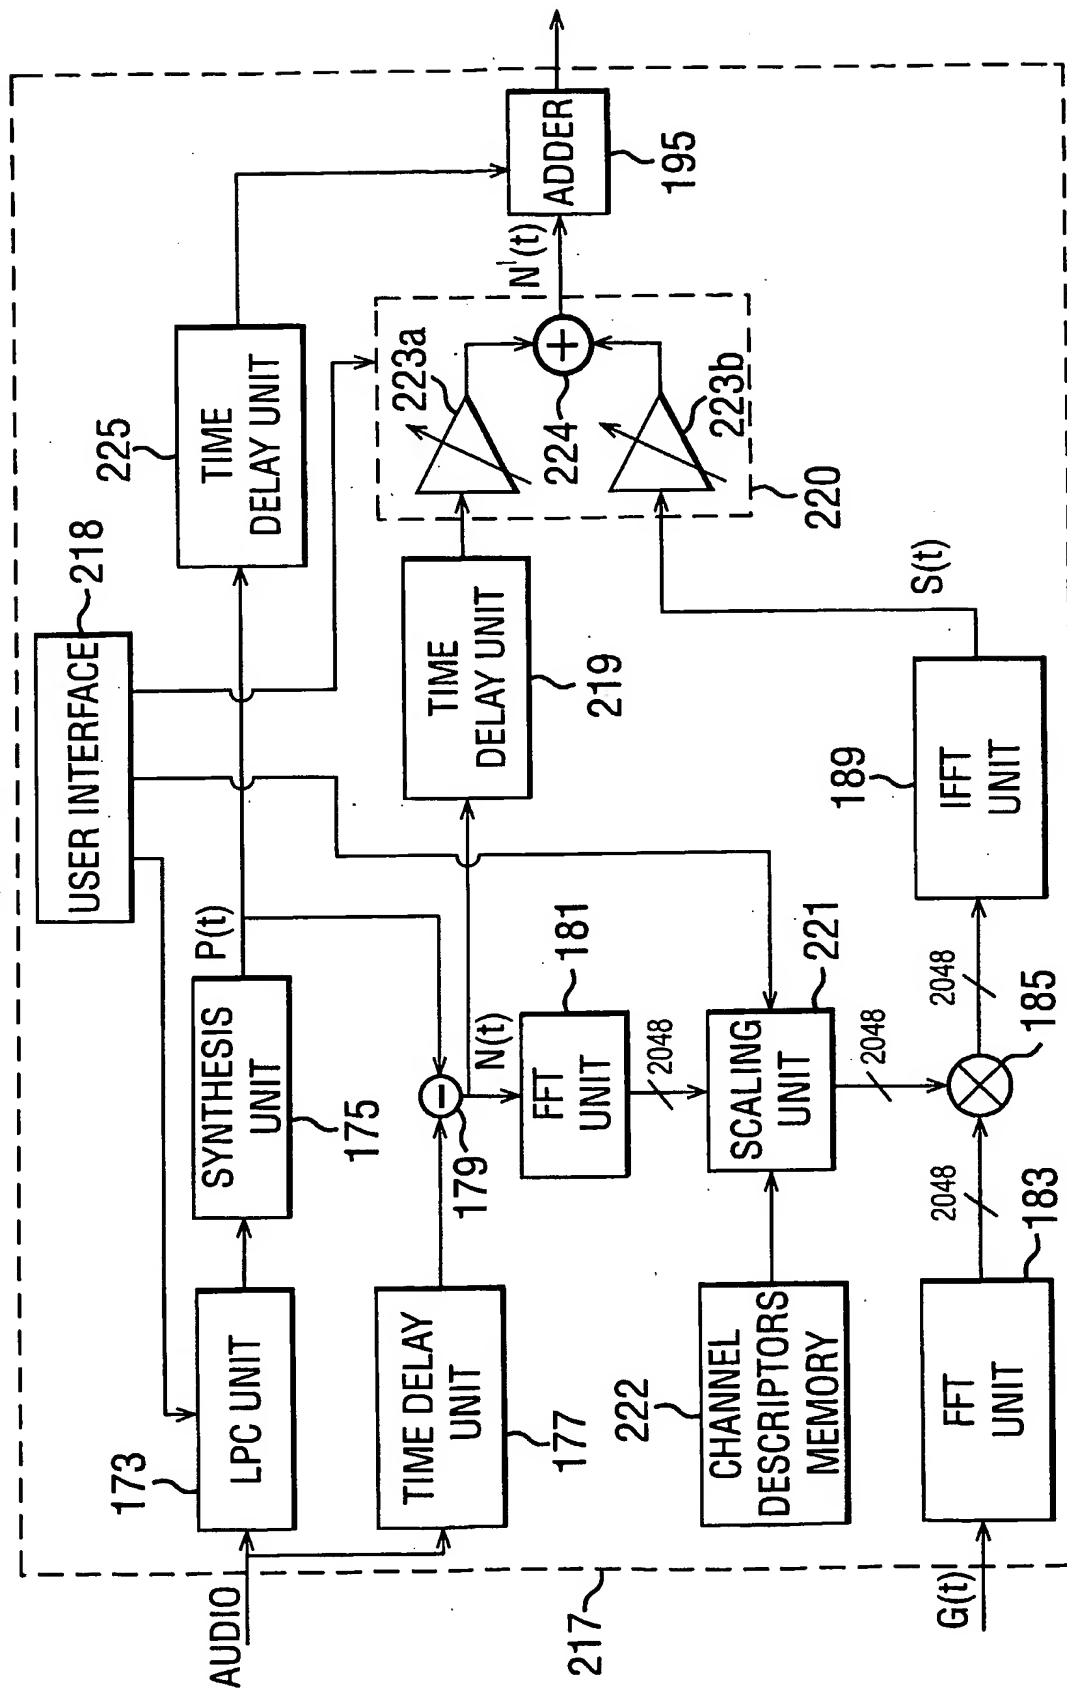 USER INTERFACE
218
225
TIME
DELAY UNIT
P(t)
SYNTHESIS
UNIT
175
173
LPC UNIT
AUDIO
TIME DELAY
UNIT
177
179
N(t)
TIME
DELAY UNIT
219
223a
223b
224
220
N'(t)
ADDER
195
FFT
UNIT
181
2048
SCALING
UNIT
221
2048
222
CHANNEL
DESCRIPTORS
MEMORY
217
G(t)
FFT
UNIT
183
2048
185
2048
189
IFFT
UNIT
S(t)